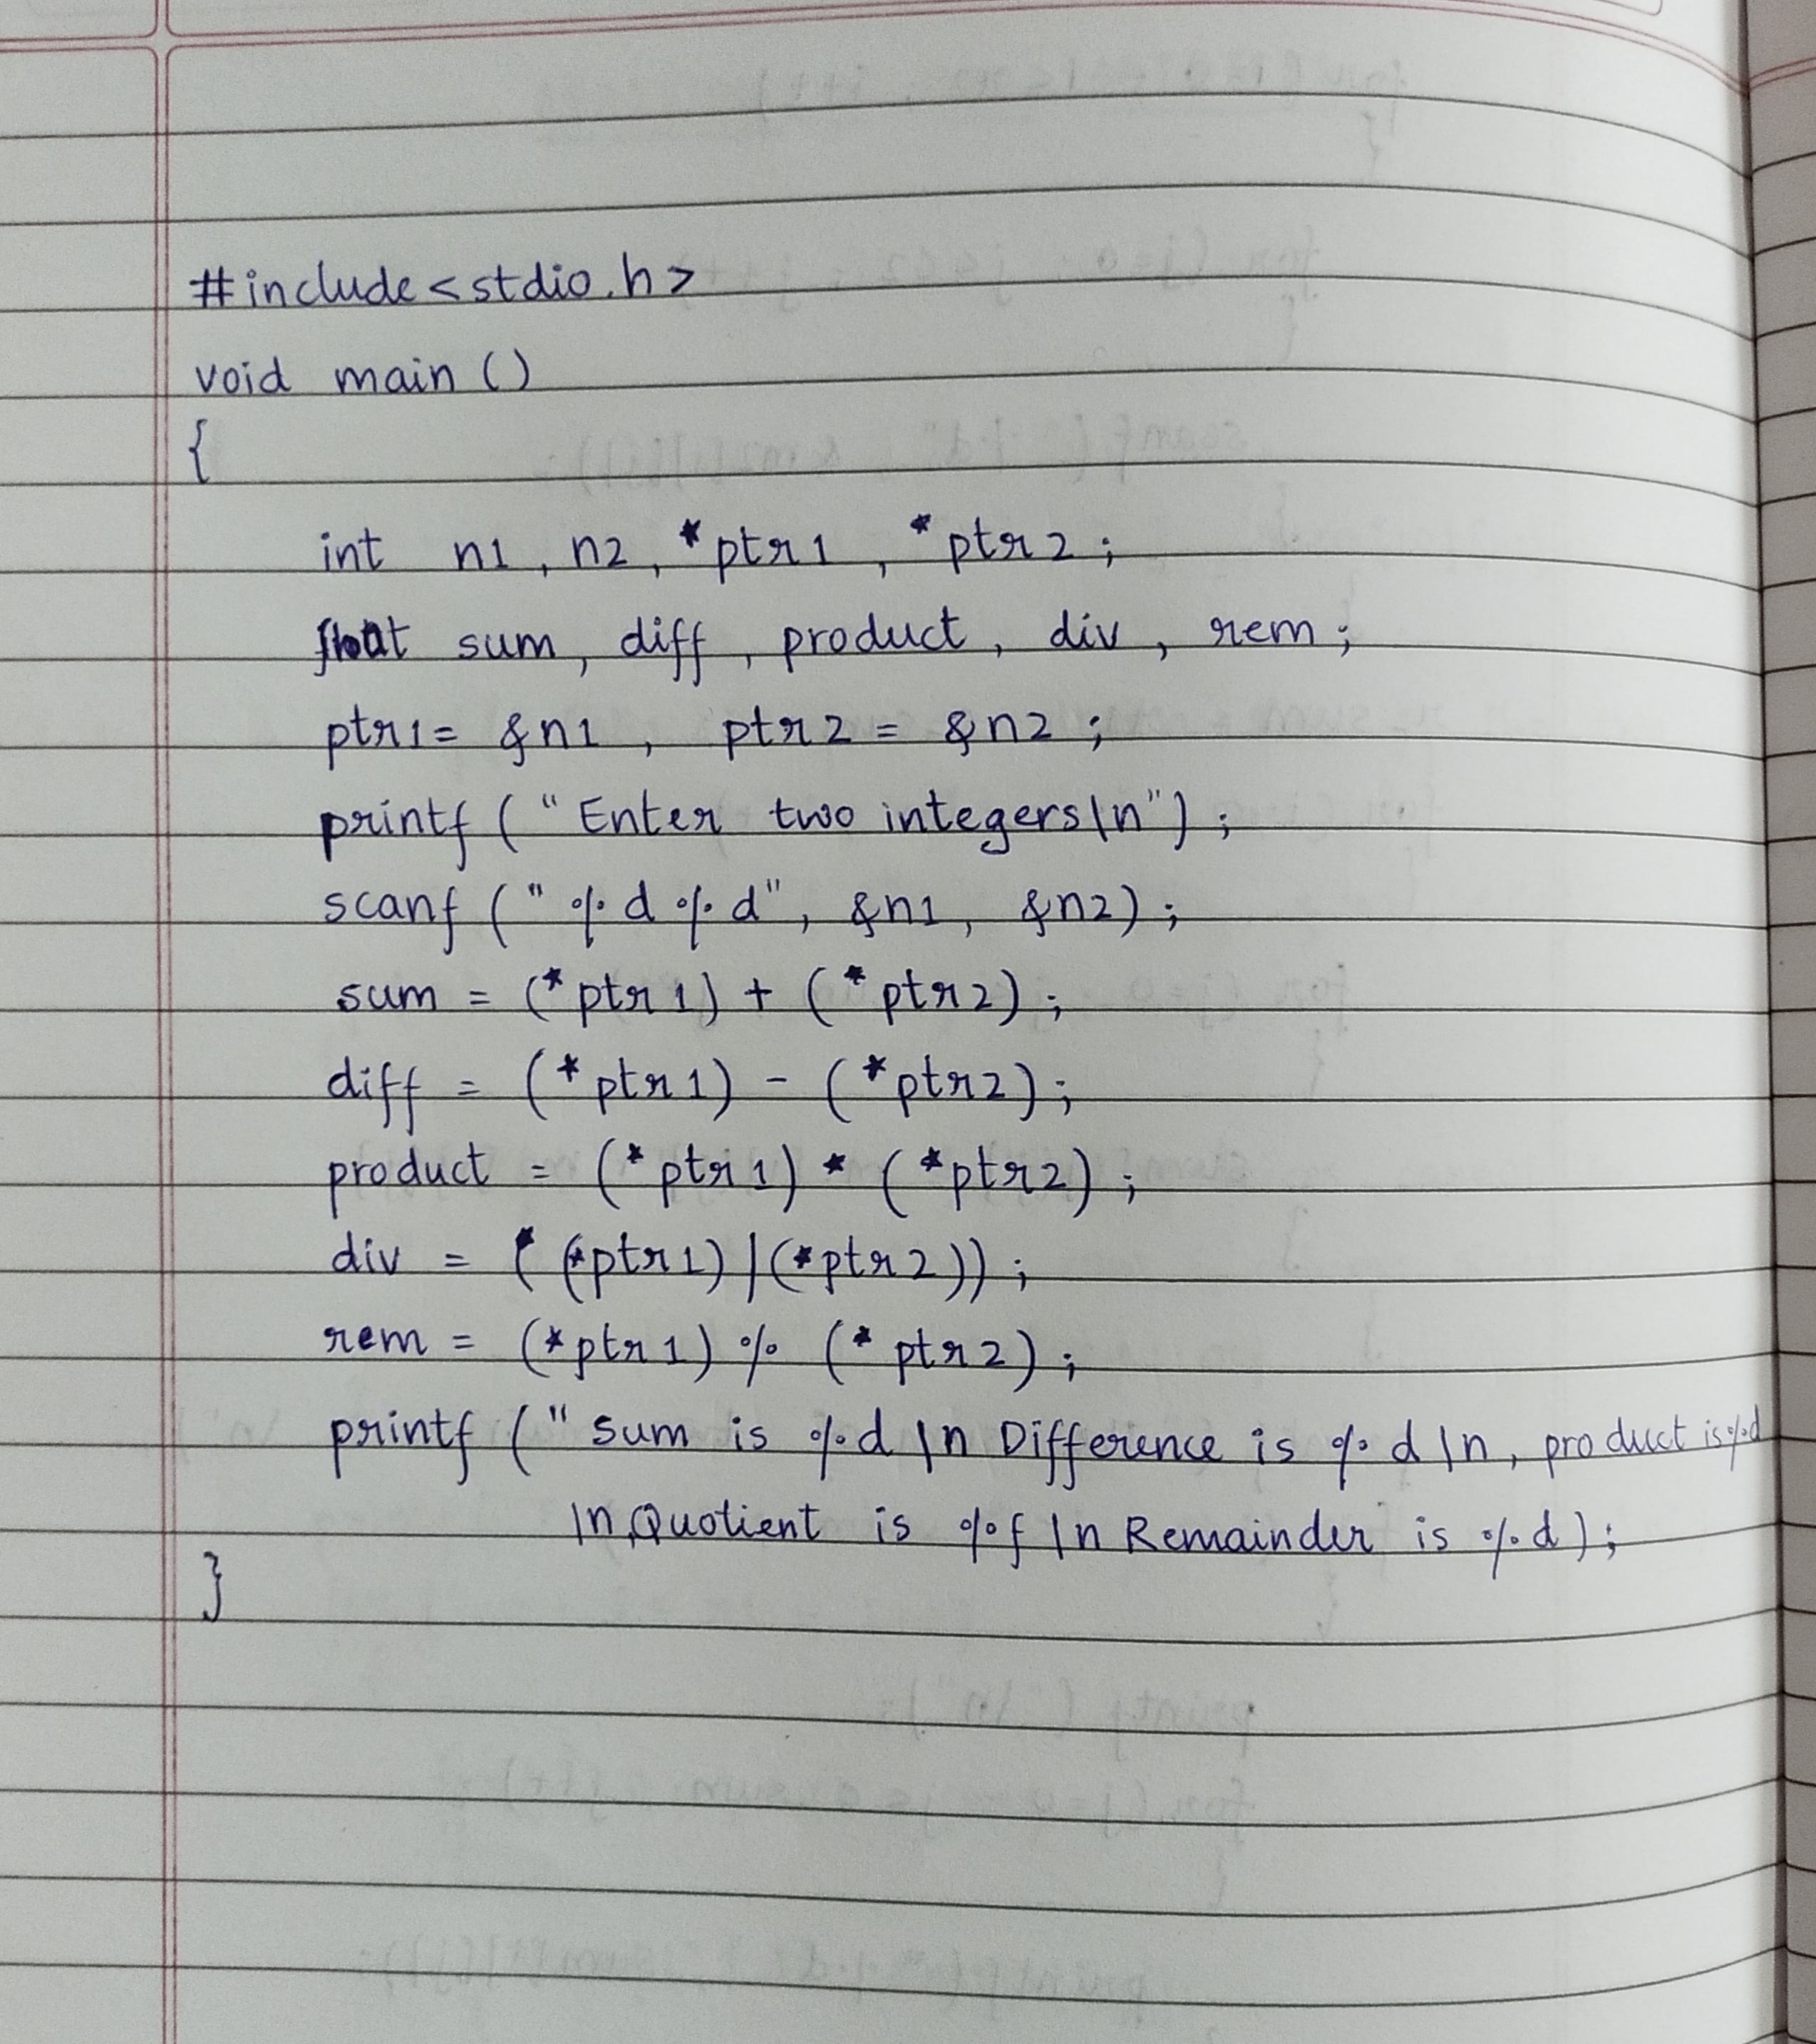 #include<stdio.h>
void main ()
{
int n1, n2, *ptr1, *ptr2;
float sum, diff, product, div, rem;
ptr1= &n1, ptr2 = &n2;
printf ("Enter two integers\n");
scanf ("%d %d", &n1, &n2);
sum = (*ptr1) + (*ptr2);
diff = (*ptr1) - (*ptr2);
product = (*ptr1) * (*ptr2);
div = ((*ptr1)/(*ptr2));
rem = (*ptr1) % (*ptr2);
printf ("sum is %d \n Difference is %d \n, product is %d
\n,Quotient is %f \n Remainder is %d);
}